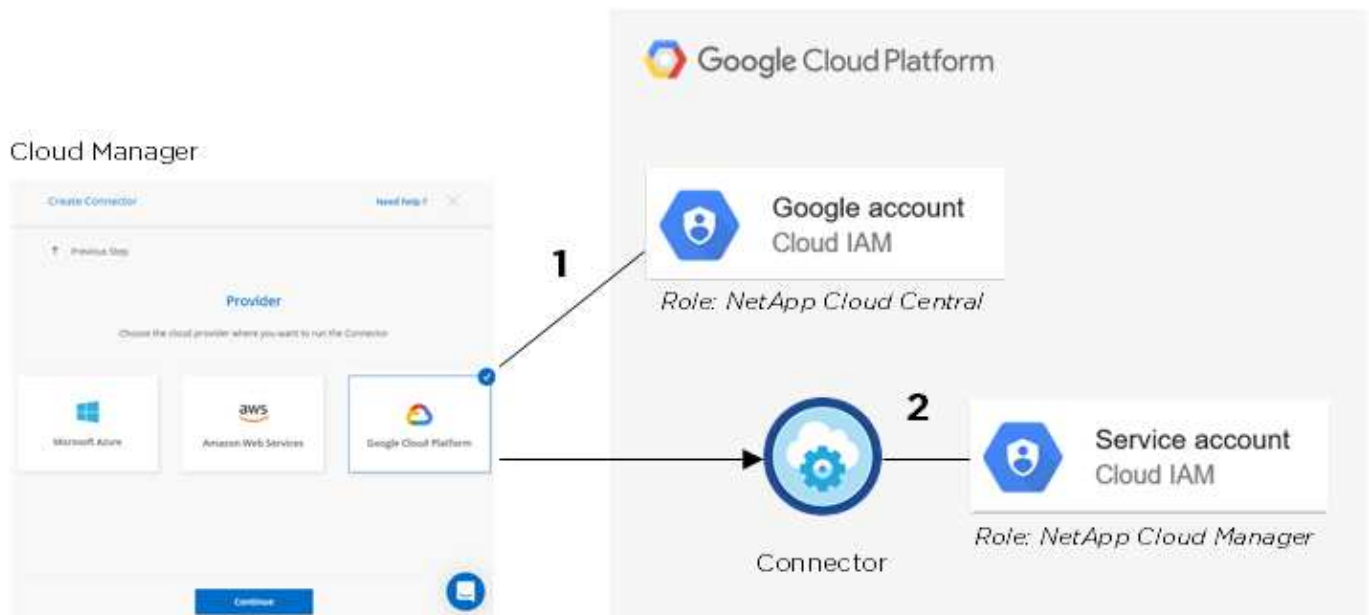 Google Cloud Platform
Cloud Manager
Create Connector
Need help ?
Previous Step
Provider
Choose the cloud provider where you want to run the Connector
Microsoft Azure
aws
Amazon Web Services
Google Cloud Platform
Continue
1
Google account
Cloud IAM
Role: NetApp Cloud Central
2
Connector
Service account
Cloud IAM
Role: NetApp Cloud Manager